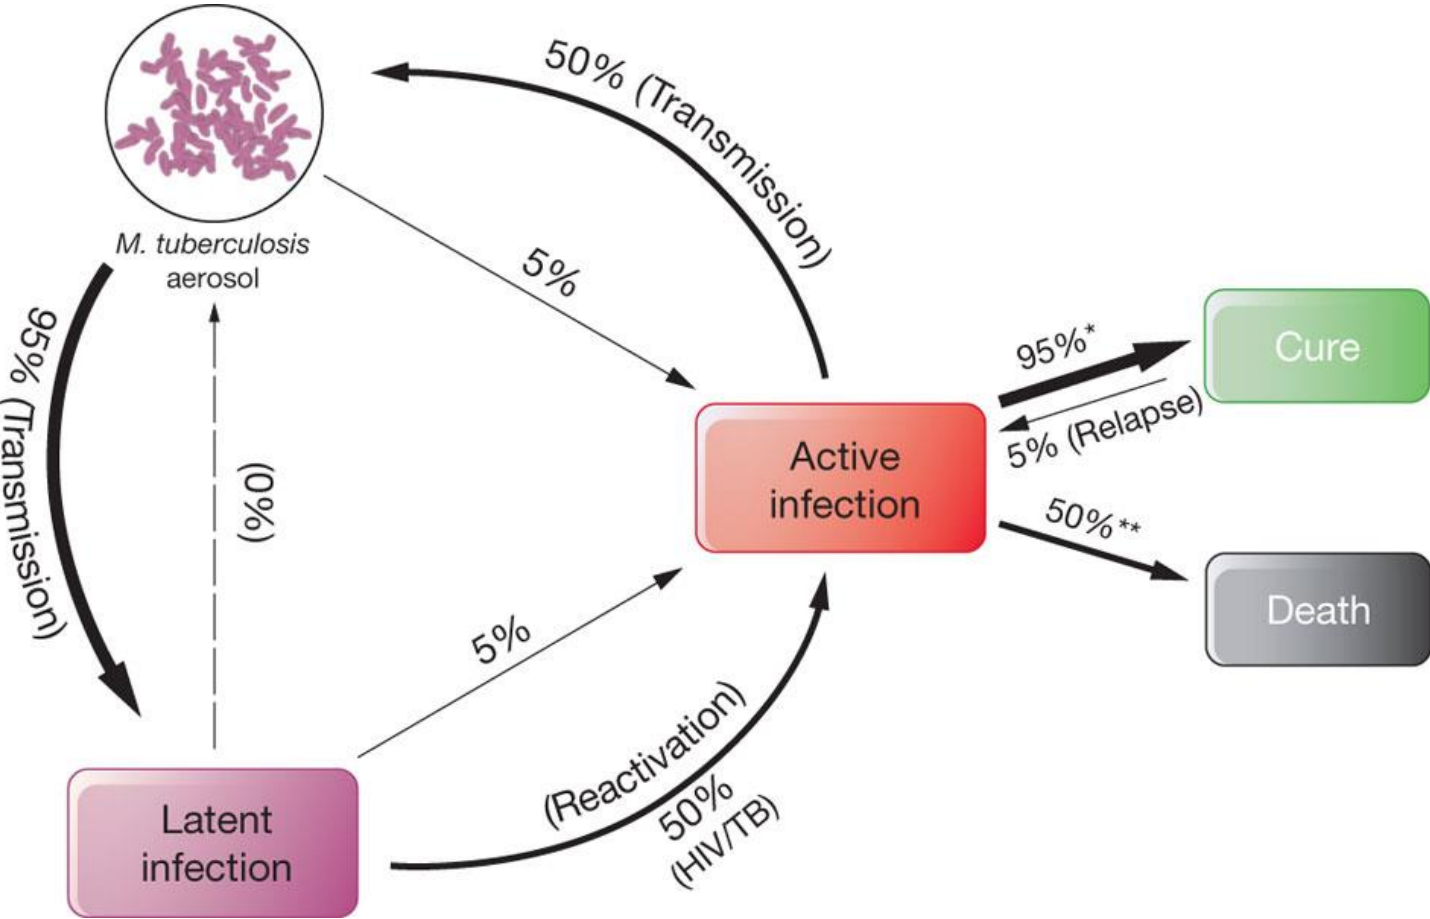 50% (Transmission)
M. tuberculosis
aerosol
5%
95% (Transmission)
(0%)
95%*
Cure
5% (Relapse)
Active
infection
50%**
Death
5%
(Reactivation)
50%
(HIV/TB)
Latent
infection